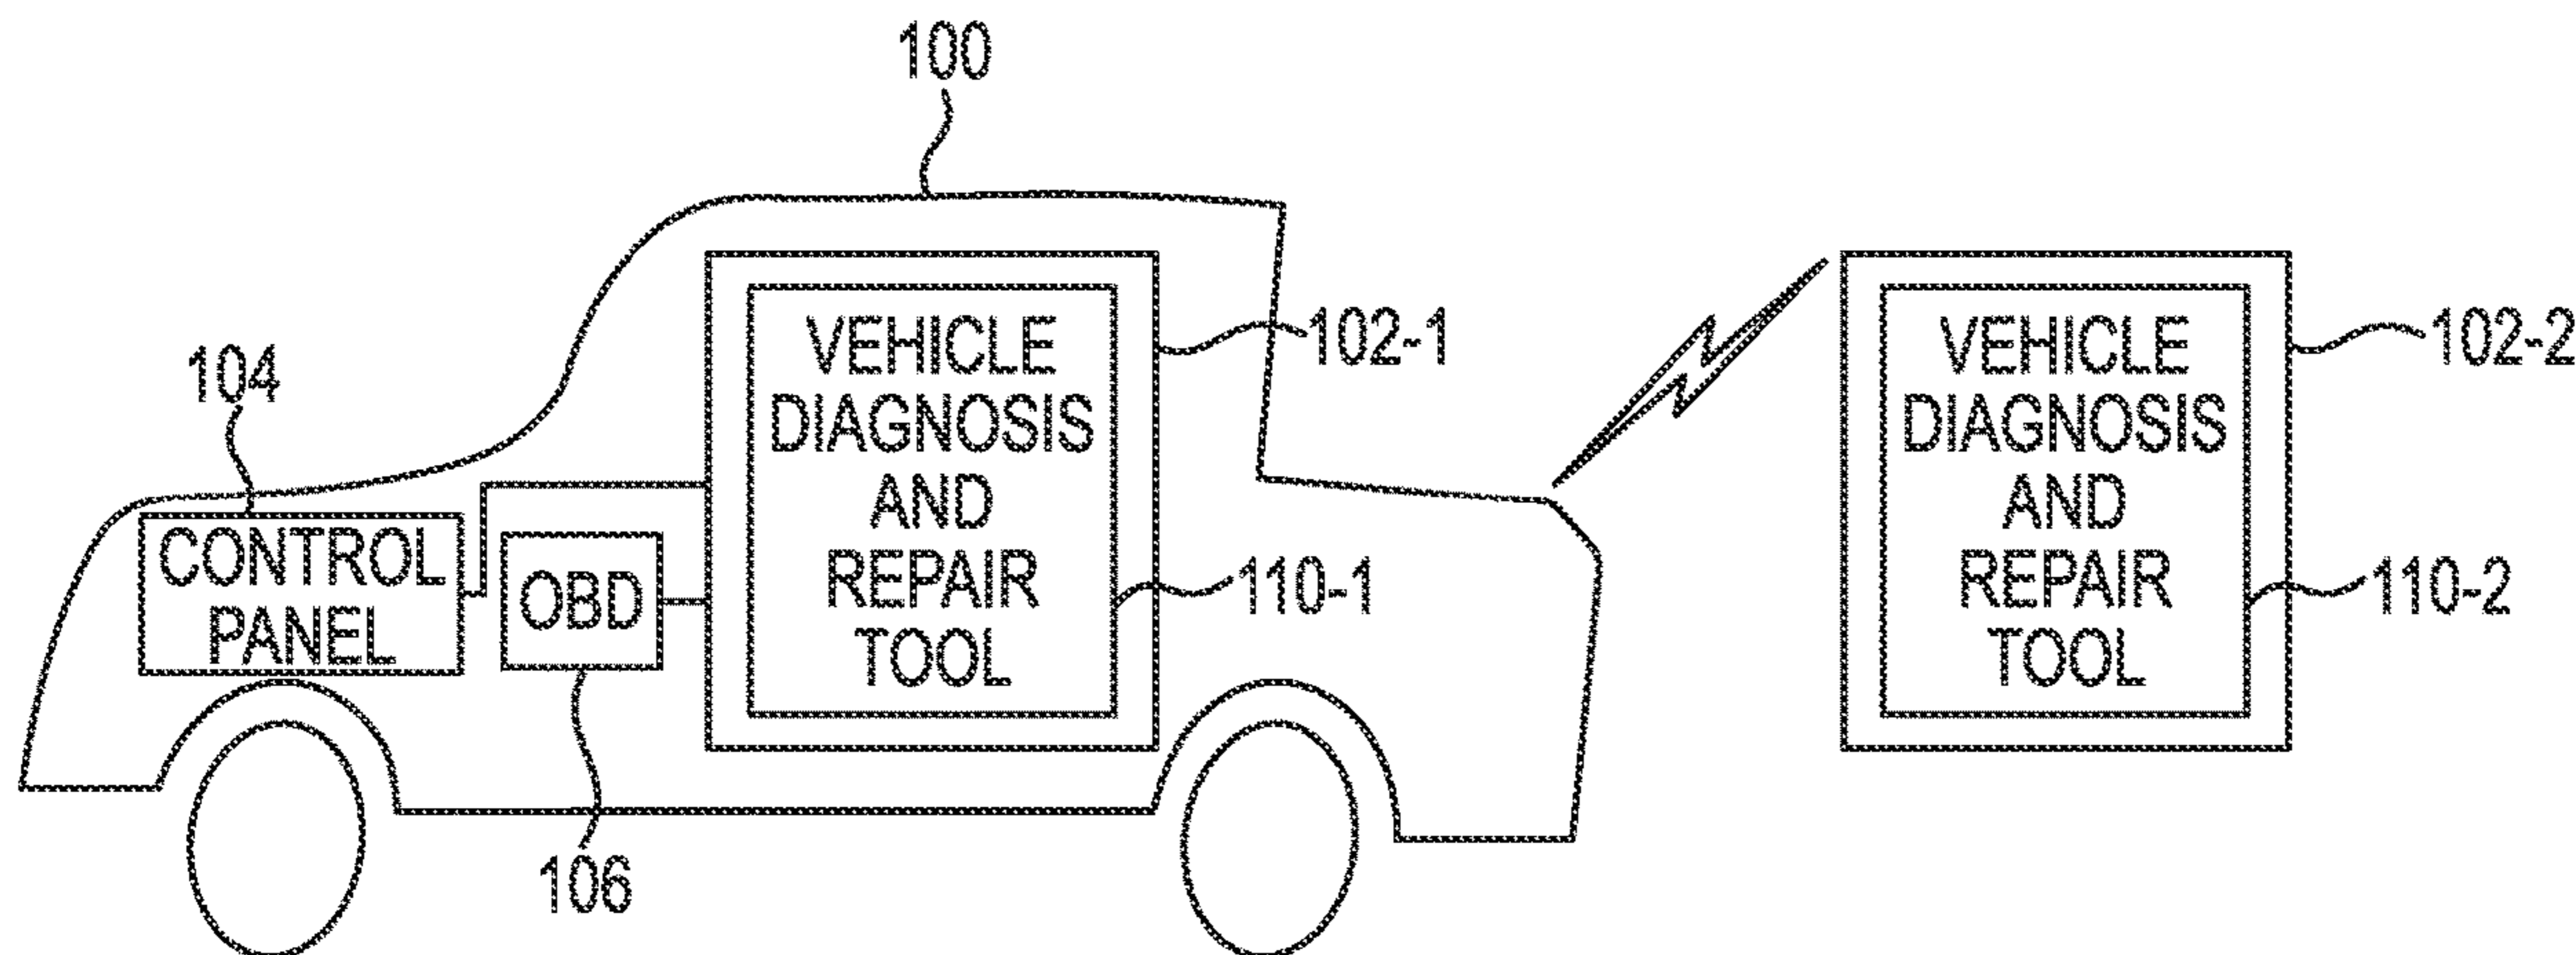 100
104
CONTROL
PANEL
OBD
106
VEHICLE
DIAGNOSIS
AND
REPAIR
TOOL
102-1
110-1
VEHICLE
DIAGNOSIS
AND
REPAIR
TOOL
102-2
110-2